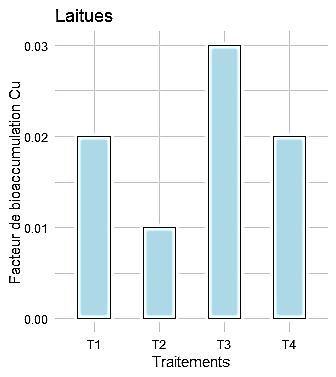 Laitues
Facteur de bioaccumulation Cu
0.03
0.02
0.01
0.00
T1 T2 T3 T4
Traitements